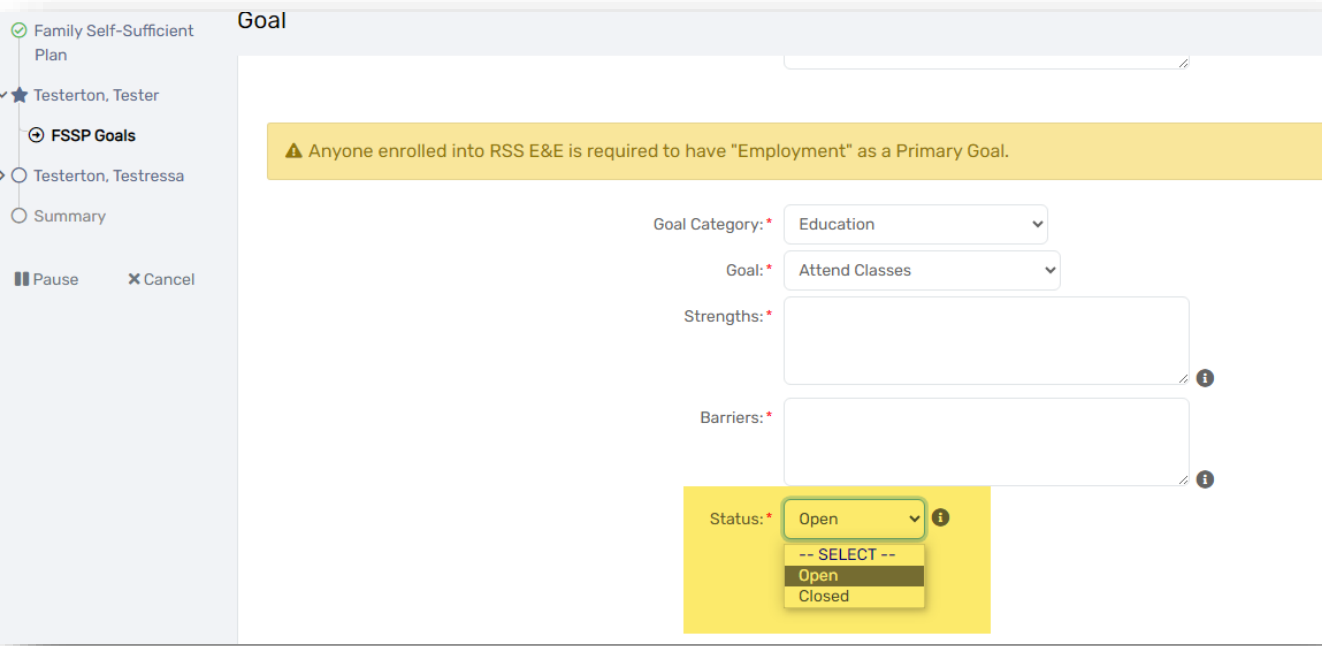 Family Self-Sufficient
Plan
Testerton, Tester
FSSP Goals
Testerton, Testressa
Summary
Pause
Cancel
Goal
Anyone enrolled into RSS E&E is required to have "Employment" as a Primary Goal.
Goal Category:* Education
Goal:* Attend Classes
Strengths:*
Barriers:*
Status:* Open
-- SELECT --
Open
Closed